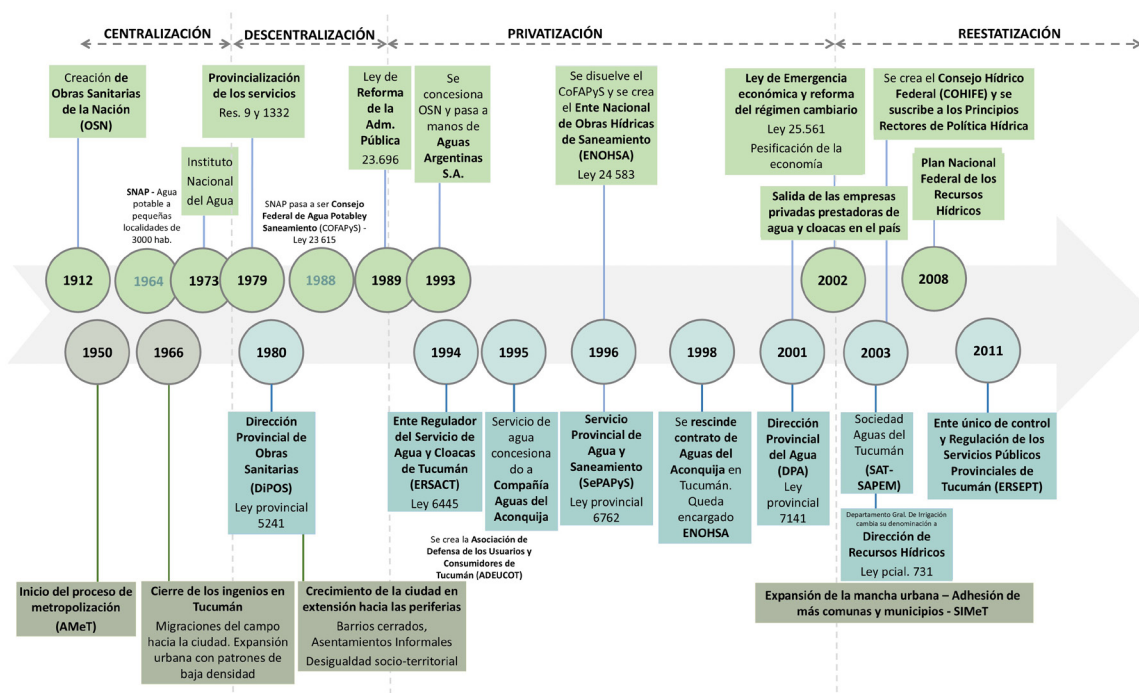 CENTRALIZACIÓN
DESCENTRALIZACIÓN
PRIVATIZACIÓN
REESTATIZACIÓN
Creación de
Obras Sanitarias
de la Nación
(OSN)
SNAP - Agua
potable a
pequeñas
localidades de
3000 hab.
Instituto
Nacional
del Agua
Provincialización
de los servicios
Res. 9 y 1332
SNAP pasa a ser Consejo
Federal de Agua Potabley
Saneamiento (COFAPyS) -
Ley 23 615
Ley de
Reforma
de la
Adm.
Pública
23.696
Se
concesiona
OSN y pasa a
manos de
Aguas
Argentinas
S.A.
Se disuelve el
CoFAPyS y se crea
el Ente Nacional
de Obras Hídricas
de Saneamiento
(ENOHSA)
Ley 24 583
Ley de Emergencia
económica y reforma
del régimen cambiario
Ley 25.561
Pesificación de la
economía
Salida de las empresas
privadas prestadoras de
agua y cloacas en el país
Se crea el Consejo Hídrico
Federal (COHIFE) y se
suscribe a los Principios
Rectores de Política Hídrica
Plan Nacional
Federal de los
Recursos
Hídricos
1912
1964
1973
1979
1988
1989
1993
2002
2008
1950
1966
1980
1994
1995
1996
1998
2001
2003
2011
Dirección
Provincial de
Obras
Sanitarias
(DiPOS)
Ley provincial
5241
Ente Regulador
del Servicio de
Agua y Cloacas
de Tucumán
(ERSACT)
Ley 6445
Servicio de
agua
concesiona
do a
Compañía
Aguas del
Aconquija
Se crea la Asociación de
Defensa de los Usuarios y
Consumidores de
Tucumán (ADEUCOT)
Servicio
Provincial de
Agua y
Saneamiento
(SePAPyS)
Ley provincial
6762
Se rescinde
contrato de
Aguas del
Aconquija en
Tucumán.
Queda
encargado
ENOHSA
Dirección
Provincial
del Agua
(DPA)
Ley
provincial
7141
Sociedad
Aguas del
Tucumán
(SAT-
SAPEM)
Departamento Gral. De Irrigación
cambia su denominación a
Dirección de
Recursos Hídricos
Ley pcial. 731
Ente único de control
y Regulación de los
Servicios Públicos
Provinciales de
Tucumán (ERSEPT)
Inicio del proceso de
metropolización
(AMeT)
Cierre de los ingenios en
Tucumán
Migraciones del campo
hacia la ciudad. Expansión
urbana con patrones de
baja densidad
Crecimiento de la ciudad en
extensión hacia las periferias
Barrios cerrados,
Asentamientos Informales
Desigualdad socio-territorial
Expansión de la mancha urbana – Adhesión de
más comunas y municipios - SIMeT